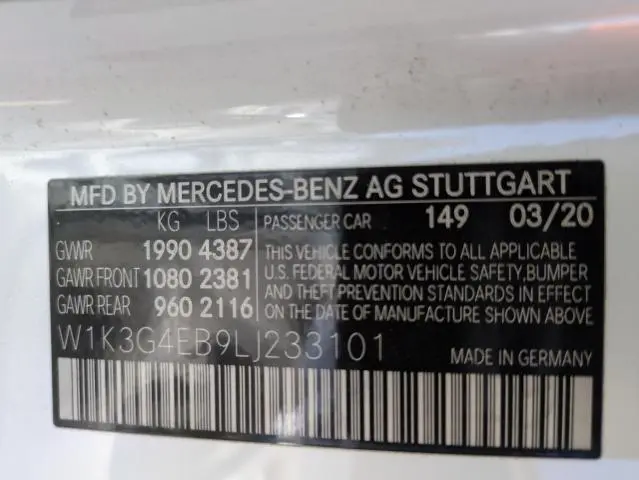 MFD BY MERCEDES-BENZ AG STUTTGART
KG LBS PASSENGER CAR 149 03/20
GVWR 1990 4387 THIS VEHICLE CONFORMS TO ALL APPLICABLE
GAWR FRONT 1080 2381 U.S. FEDERAL MOTOR VEHICLE SAFETY, BUMPER
GAWR REAR 960 2116 AND THEFT PREVENTION STANDARDS IN EFFECT
ON THE DATE OF MANUFACTURE SHOWN ABOVE.
W1K3G4EB9LJ233101 MADE IN GERMANY